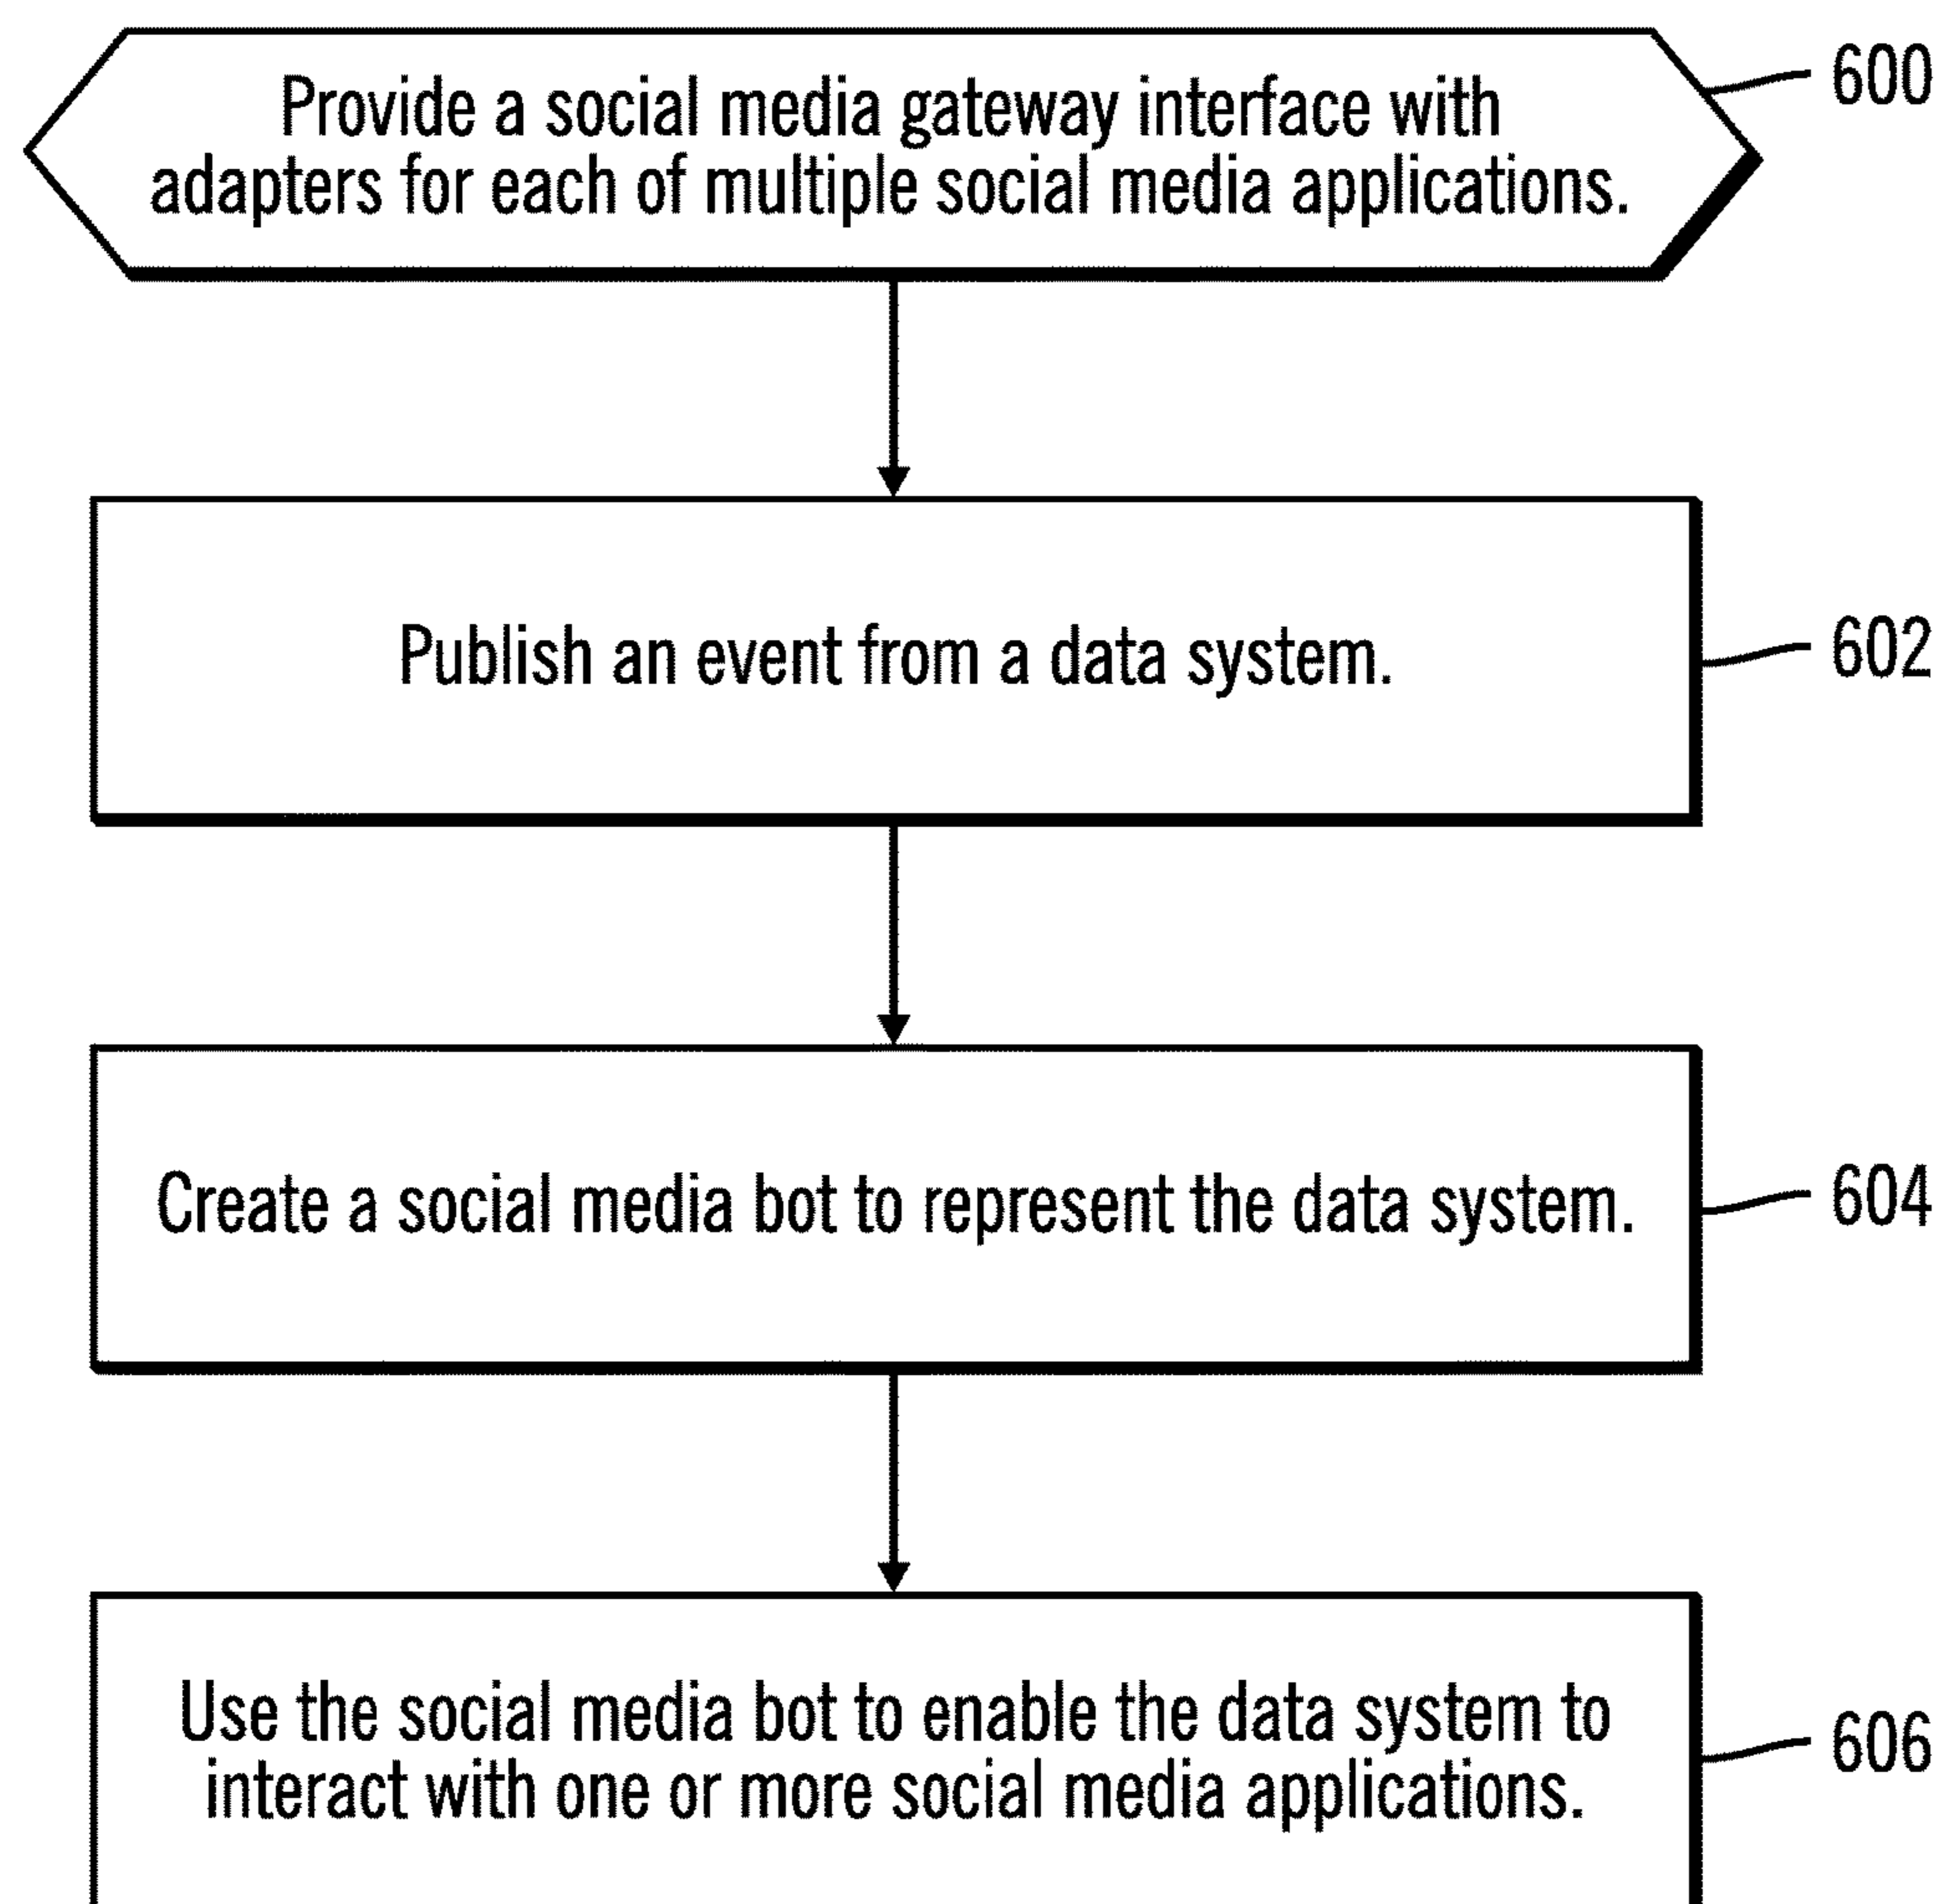 Provide a social media gateway interface with
adapters for each of multiple social media applications.
600
Publish an event from a data system.
602
Create a social media bot to represent the data system.
604
Use the social media bot to enable the data system to
interact with one or more social media applications.
606